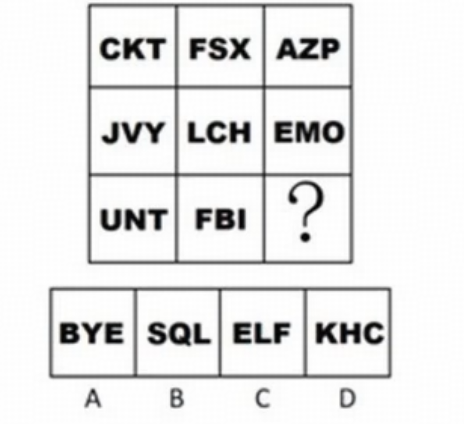 CKT FSX AZP
JVY LCH EMO
UNT FBI ?
BYE SQL ELF KHC
A B C D